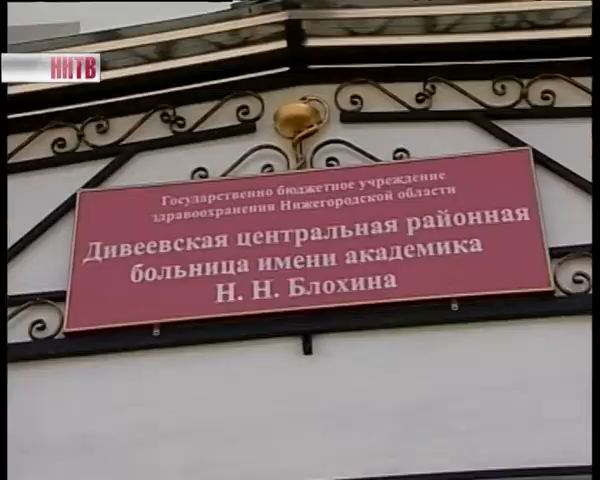 ННТВ
Государственно бюджетное учреждение
здравоохранения Нижегородской области
Дивеевская центральная районная
больница имени академика
Н. Н. Блохина